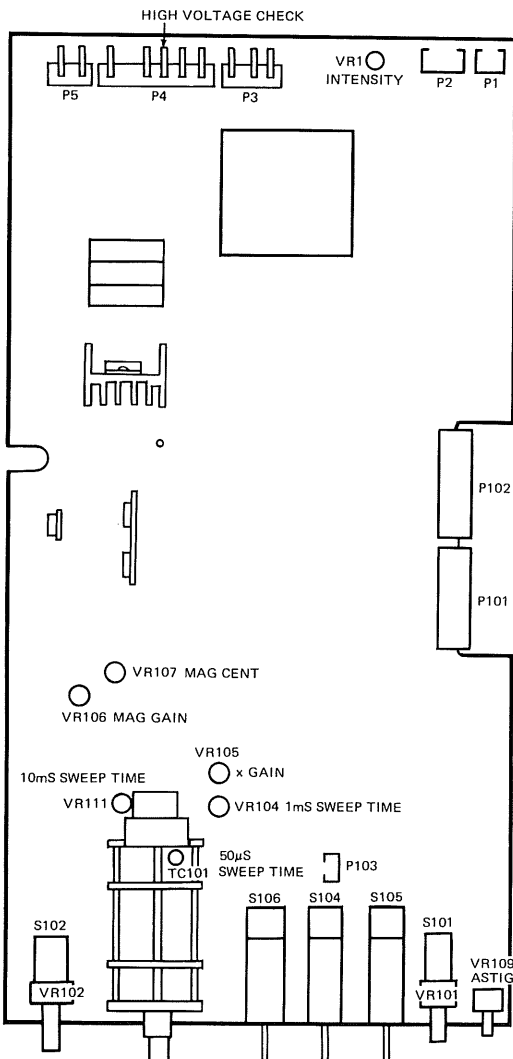 HIGH VOLTAGE CHECK
VR1
INTENSITY
P5
P4
P3
P2
P1
P102
P101
VR107 MAG CENT
VR106 MAG GAIN
VR105
x GAIN
10mS SWEEP TIME
VR111
VR104 1mS SWEEP TIME
50µS
SWEEP TIME
TC101
P103
S106
S104
S105
S102
S101
VR109
ASTIG
VR102
VR101